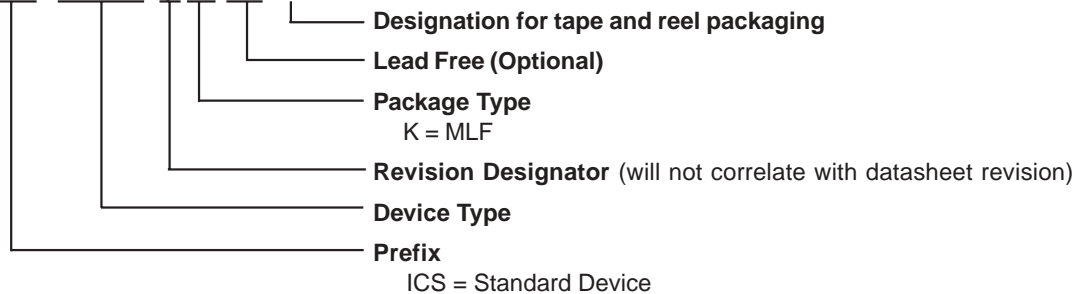 Designation for tape and reel packaging
Lead Free (Optional)
Package Type
K = MLF
Revision Designator (will not correlate with datasheet revision)
Device Type
Prefix
ICS = Standard Device